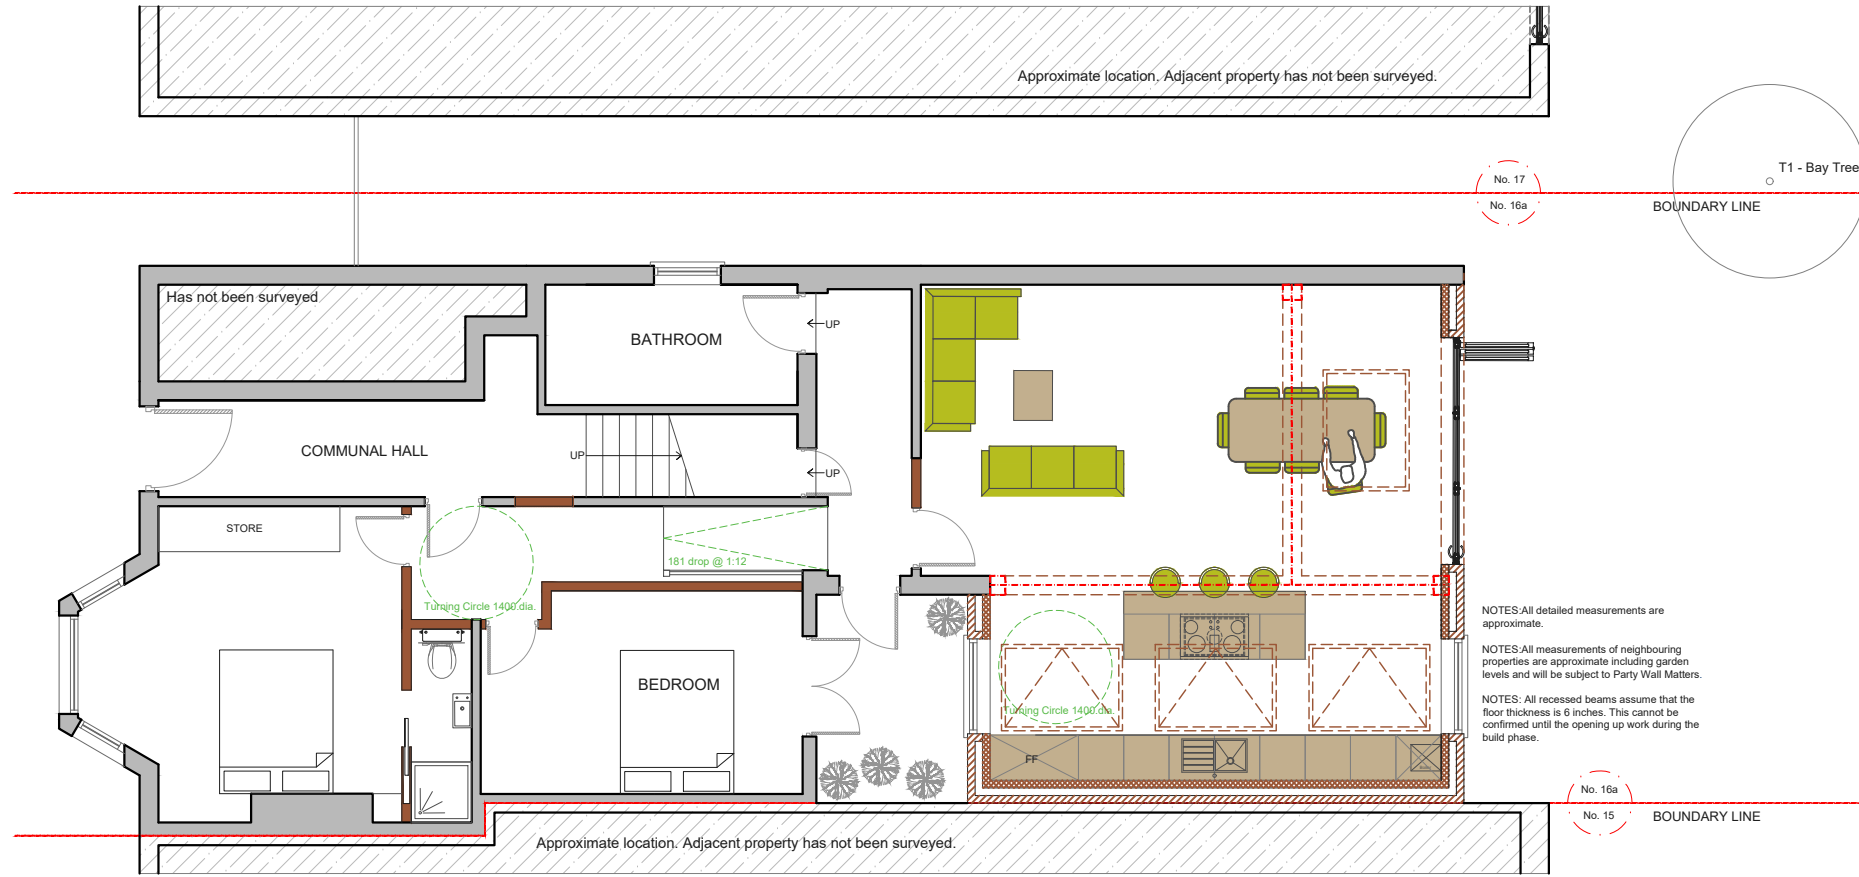 Approximate location. Adjacent property has not been surveyed.
T1 - Bay Tree
No. 17
No. 16a
BOUNDARY LINE
Has not been surveyed
BATHROOM
UP
COMMUNAL HALL
UP
UP
STORE
181 drop @ 1:12
Turning Circle 1400 dia.
NOTES:All detailed measurements are
approximate.
NOTES:All measurements of neighbouring
properties are approximate including garden
levels and will be subject to Party Wall Matters.
NOTES: All recessed beams assume that the
floor thickness is 6 inches. This cannot be
confirmed until the opening up work during the
build phase.
BEDROOM
Turning Circle 1400 dia.
FF
No. 16a
No. 15
BOUNDARY LINE
Approximate location. Adjacent property has not been surveyed.